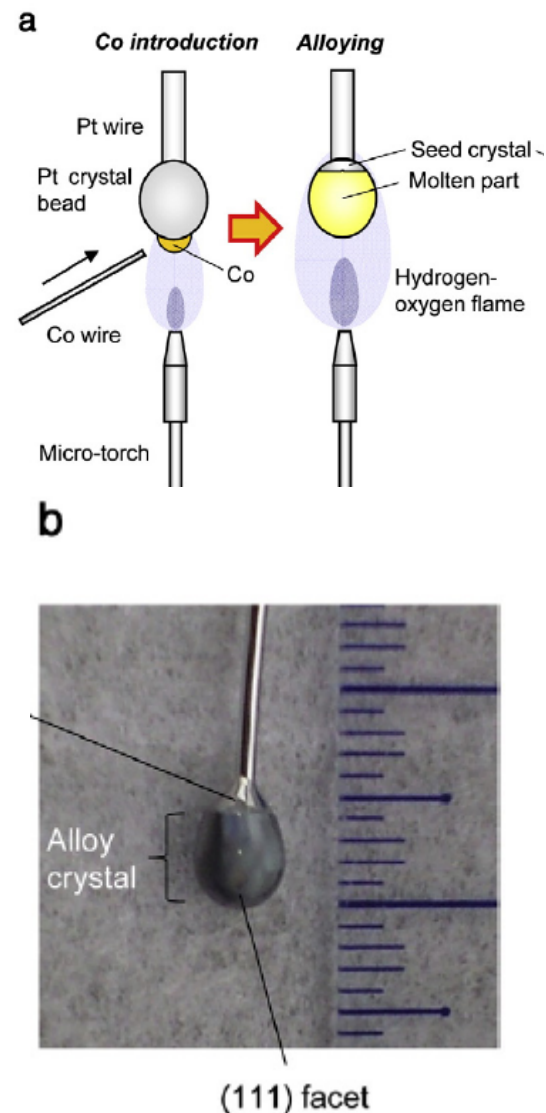 a
Co introduction
Alloying
Pt wire
Pt crystal
bead
Co
Co wire
Micro-torch
Seed crystal
Molten part
Hydrogen-
oxygen flame
b
Alloy
crystal
(111) facet